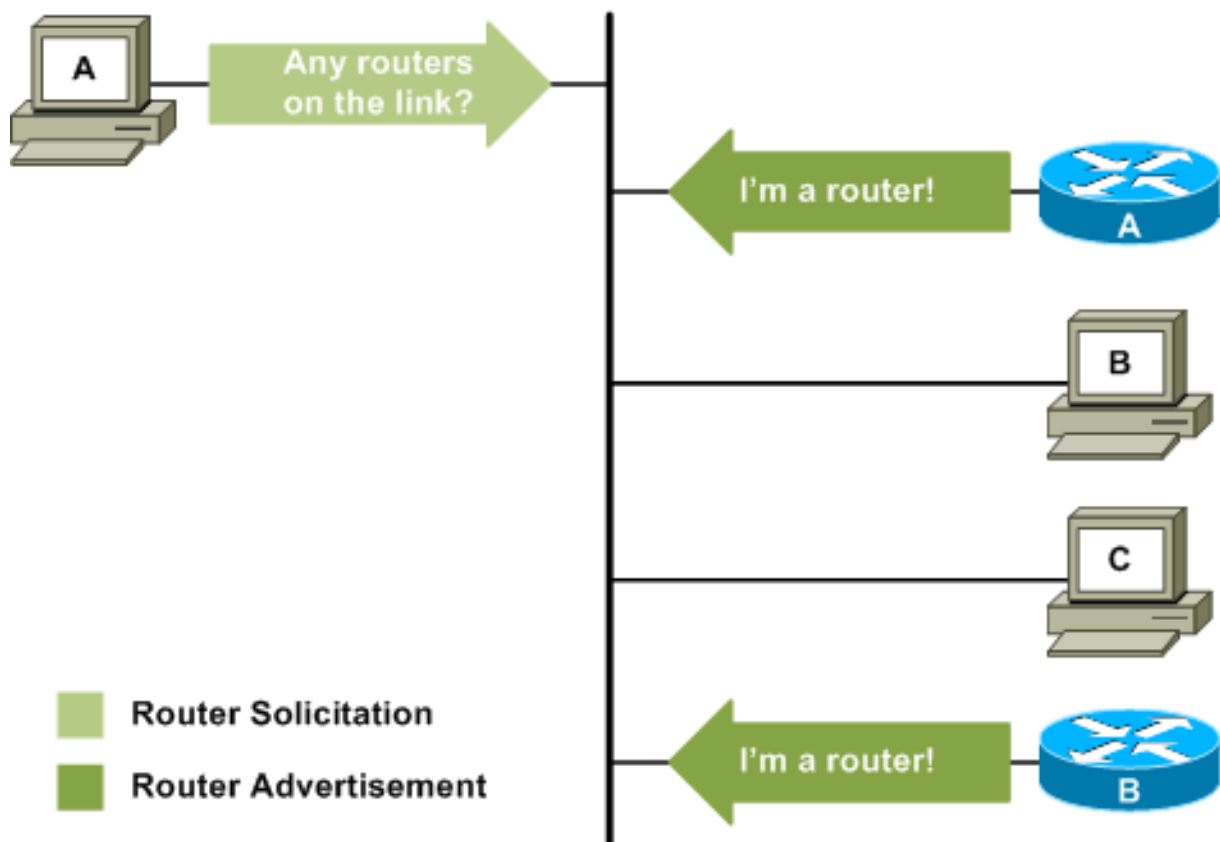 A
Any routers
on the link?
I'm a router!
A
B
C
I'm a router!
B
Router Solicitation
Router Advertisement